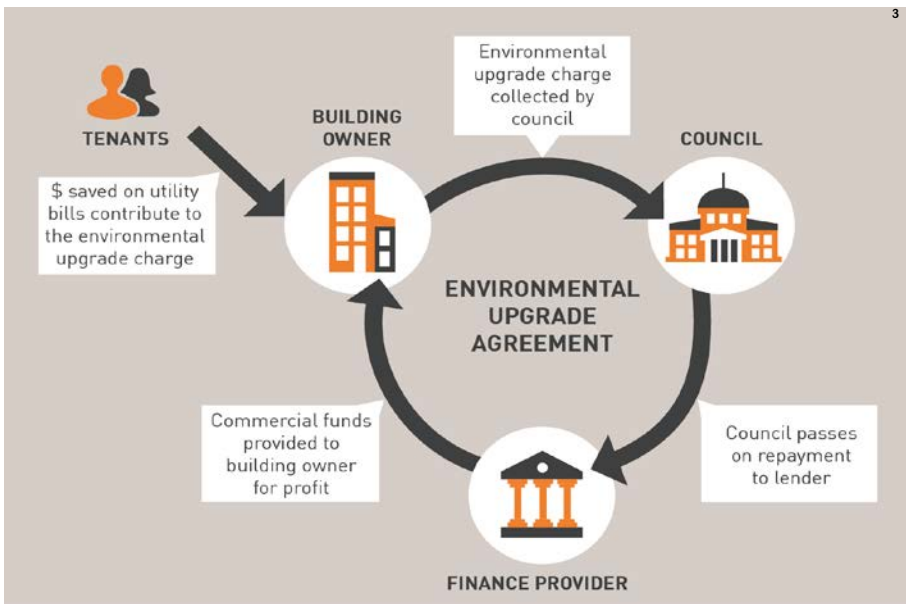 3
TENANTS
$ saved on utility
bills contribute to
the environmental
upgrade charge
BUILDING
OWNER
Environmental
upgrade charge
collected by
council
COUNCIL
ENVIRONMENTAL
UPGRADE
AGREEMENT
Commercial funds
provided to
building owner
for profit
Council passes
on repayment
to lender
FINANCE PROVIDER